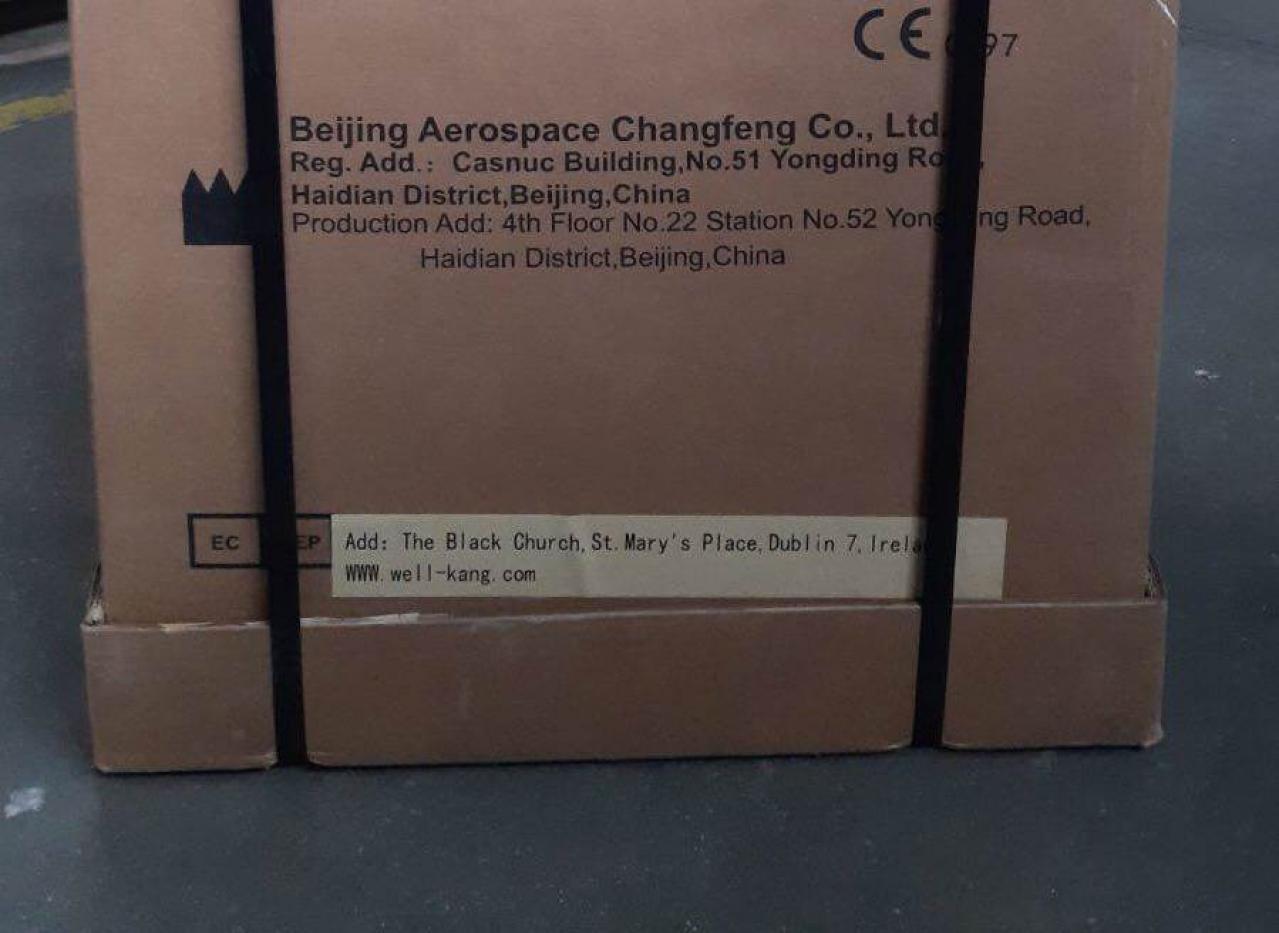 CE 97
Beijing Aerospace Changfeng Co., Ltd.
Reg. Add.: Casnuc Building,No.51 Yongding
Haidian District,Beijing,China
Production Add: 4th Floor No.22 Station No.52 Road,
Haidian District,Beijing,China
EC EP Add: The Black Church,St.Mary's Place,Dublin 7,
WWW.well-kang.com